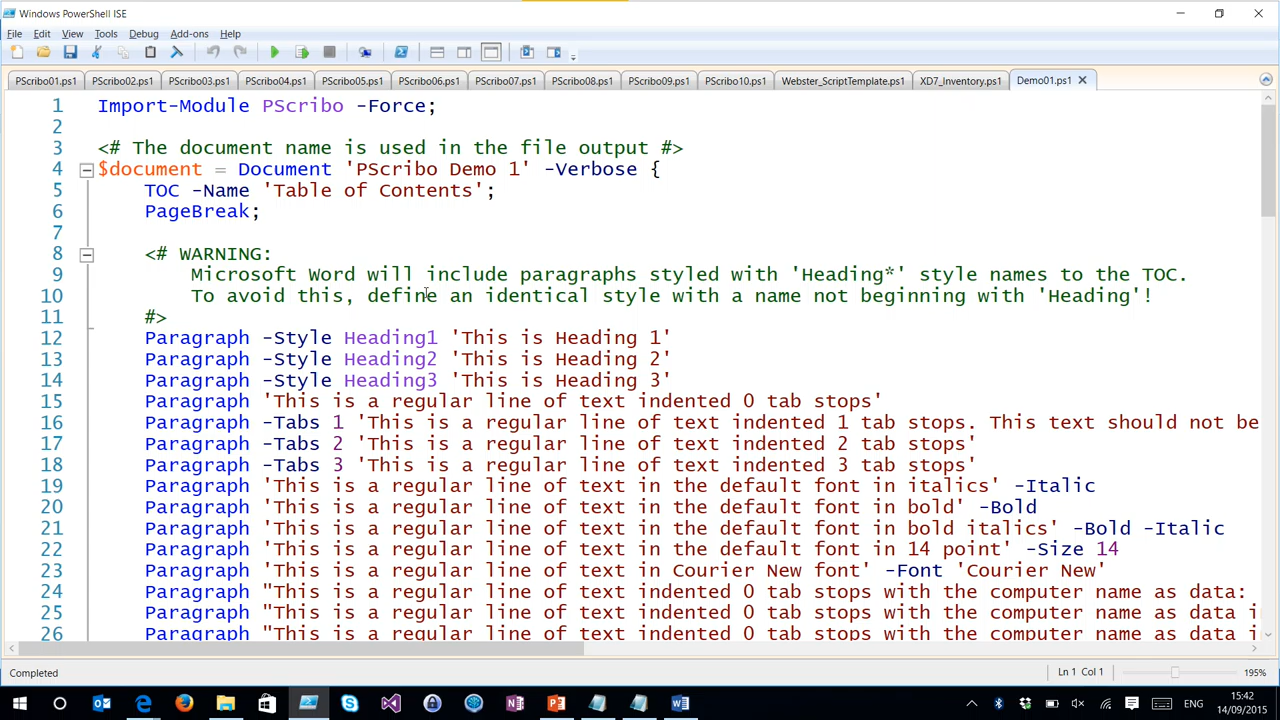 Windows PowerShell ISE
File Edit View Tools Debug Add-ons Help
PScribo01.ps1 PScribo02.ps1 PScribo03.ps1 PScribo04.ps1 PScribo05.ps1 PScribo06.ps1 PScribo07.ps1 PScribo08.ps1 PScribo09.ps1 PScribo10.ps1 Webster_ScriptTemplate.ps1 XD7_Inventory.ps1 Demo01.ps1
1 Import-Module PScribo -Force;
2
3 <# The document name is used in the file output #>
4 $document = Document 'PScribo Demo 1' -Verbose {
5 TOC -Name 'Table of Contents';
6 PageBreak;
7
8 <# WARNING:
9 Microsoft Word will include paragraphs styled with 'Heading*' style names to the TOC.
10 To avoid this, define an identical style with a name not beginning with 'Heading'!
11 #>
12 Paragraph -Style Heading1 'This is Heading 1'
13 Paragraph -Style Heading2 'This is Heading 2'
14 Paragraph -Style Heading3 'This is Heading 3'
15 Paragraph 'This is a regular line of text indented 0 tab stops'
16 Paragraph -Tabs 1 'This is a regular line of text indented 1 tab stops. This text should not be
17 Paragraph -Tabs 2 'This is a regular line of text indented 2 tab stops'
18 Paragraph -Tabs 3 'This is a regular line of text indented 3 tab stops'
19 Paragraph 'This is a regular line of text in the default font in italics' -Italic
20 Paragraph 'This is a regular line of text in the default font in bold' -Bold
21 Paragraph 'This is a regular line of text in the default font in bold italics' -Bold -Italic
22 Paragraph 'This is a regular line of text in the default font in 14 point' -Size 14
23 Paragraph 'This is a regular line of text in Courier New font' -Font 'Courier New'
24 Paragraph "This is a regular line of text indented 0 tab stops with the computer name as data:
25 Paragraph "This is a regular line of text indented 0 tab stops with the computer name as data i
26 Paragraph "This is a regular line of text indented 0 tab stops with the computer name as data i
Completed Ln 1 Col 1 195%
ENG 15:42
14/09/2015